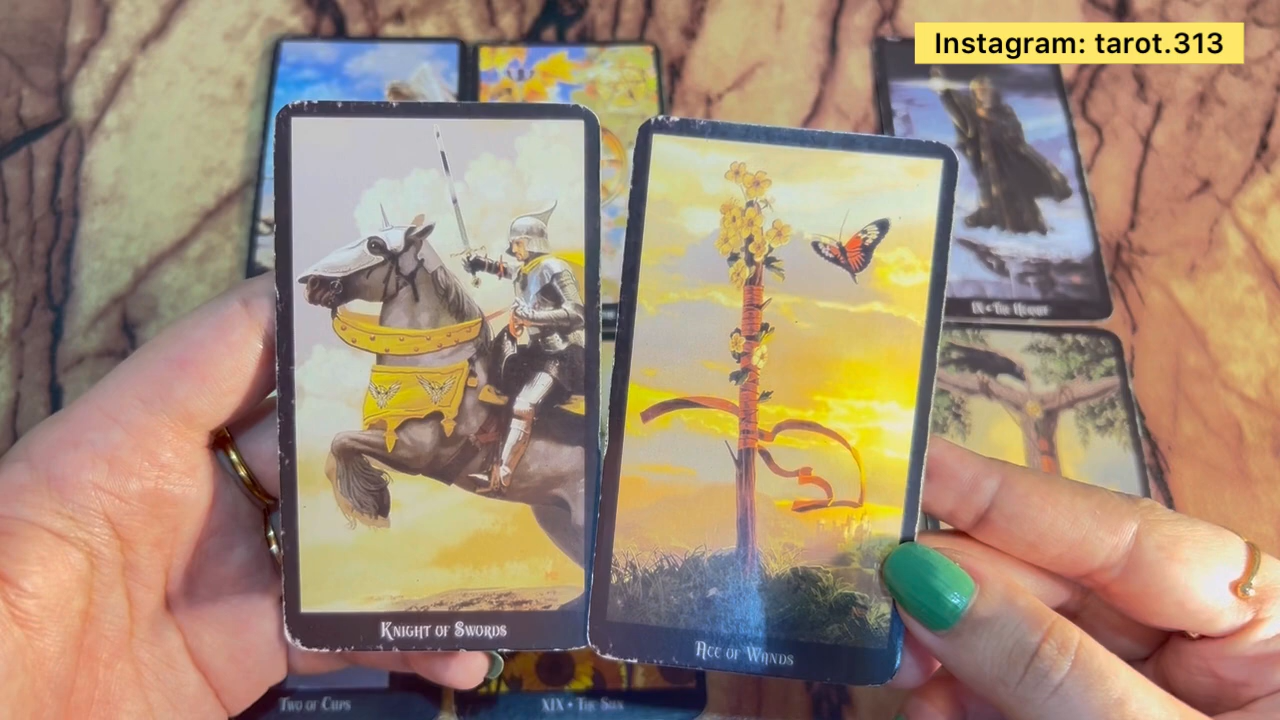 Instagram: tarot.313
IX • The Hermit
Knight of Swords
Ace of Wands
Two of Cups
XIX • The Sun